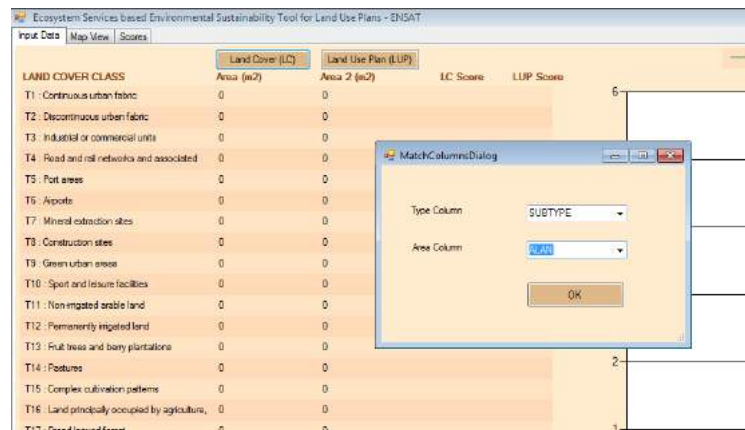 Ecosystem Services based Environmental Sustainability Tool for Land Use Plans - ENSAT
Input Data Map View Scores
Land Cover (LC) Land Use Plan (LUP)
LAND COVER CLASS Area (m2) Area 2 (m2) LC Score LUP Score
6
T1 : Continuous urban fabric 0 0
T2 : Discontinuous urban fabric 0 0
T3 : Industrial or commercial units 0 0
T4 : Road and rail networks and associated 0 0
T5 : Port areas 0 0
T6 : Airports 0 0
T7 : Mineral extraction sites 0 0
T8 : Construction sites 0 0
T9 : Green urban areas 0 0
T10 : Sport and leisure facilities 0 0
T11 : Non-irrigated arable land 0 0
T12 : Permanently irrigated land 0 0
T13 : Fruit trees and berry plantations 0 0
T14 : Pastures 0 0
T15 : Complex cultivation patterns 0 0
T16 : Land principally occupied by agriculture, 0 0
T17 : Broad-leaved forest 0 0
MatchColumnsDialog
Type Column SUBTYPE
Area Column ALAN
OK
2
1